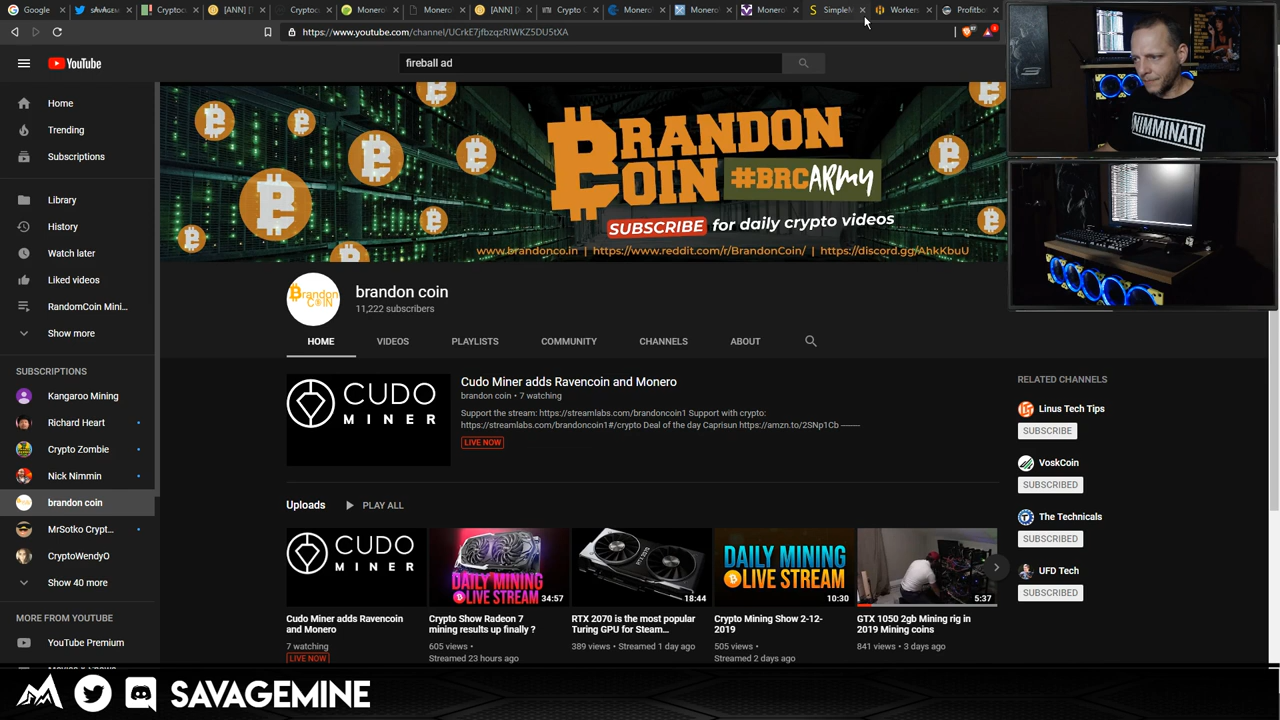 Google
savage
Cryptoc
[ANN]
Cryptoc
Monero'
Monero'
[ANN] [
Crypto C
Monero'
Monero'
Monero
SimpleM
Workers
Profitbo
https://www.youtube.com/channel/UCrkE7jfbzqzRlWKZ5DU5tXA
YouTube
fireball ad
Home
Trending
Subscriptions
Library
History
Watch later
Liked videos
RandomCoin Mini...
Show more
SUBSCRIPTIONS
Kangaroo Mining
Richard Heart
Crypto Zombie
Nick Nimmin
brandon coin
MrSotko Crypt...
CryptoWendyO
Show 40 more
MORE FROM YOUTUBE
YouTube Premium
BRANDON
COIN
#BRCARMY
SUBSCRIBE for daily crypto videos
www.brandonco.in | https://www.reddit.com/r/BrandonCoin/ | https://discord.gg/AhkKbuU
Brandon
COIN
brandon coin
11,222 subscribers
HOME VIDEOS PLAYLISTS COMMUNITY CHANNELS ABOUT
CUDO
MINER
Cudo Miner adds Ravencoin and Monero
brandon coin • 7 watching
Support the stream: https://streamlabs.com/brandoncoin1 Support with crypto:
https://streamlabs.com/brandoncoin1#/crypto Deal of the day Caprisun https://amzn.to/2SNp1Cb -------
LIVE NOW
Uploads PLAY ALL
CUDO
MINER
Cudo Miner adds Ravencoin
and Monero
7 watching
LIVE NOW
DAILY MINING
LIVE STREAM
34:57
Crypto Show Radeon 7
mining results up finally ?
605 views •
Streamed 23 hours ago
18:44
RTX 2070 is the most popular
Turing GPU for Steam...
389 views • Streamed 1 day ago
DAILY MINING
LIVE STREAM
10:30
Crypto Mining Show 2-12-
2019
505 views •
Streamed 2 days ago
5:37
GTX 1050 2gb Mining rig in
2019 Mining coins
841 views • 3 days ago
RELATED CHANNELS
Linus Tech Tips
SUBSCRIBE
VoskCoin
SUBSCRIBED
The Technicals
SUBSCRIBED
UFD Tech
SUBSCRIBED
NIMMINATI
SAVAGEMINE